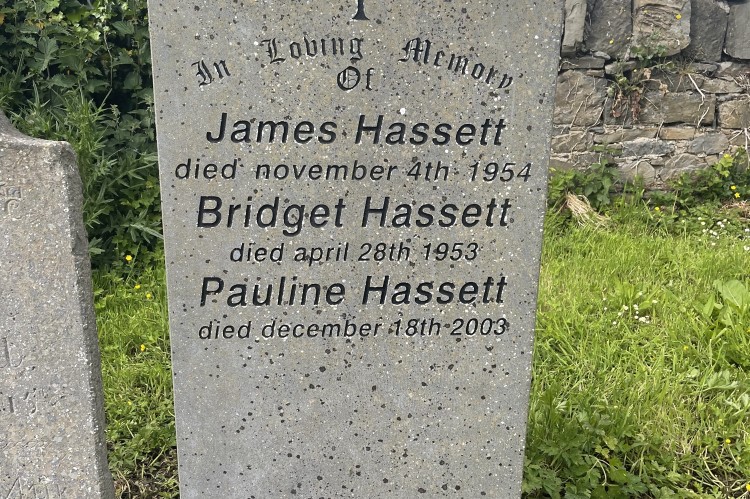 In Loving Memory
Of
James Hassett
died november 4th 1954
Bridget Hassett
died april 28th 1953
Pauline Hassett
died december 18th 2003